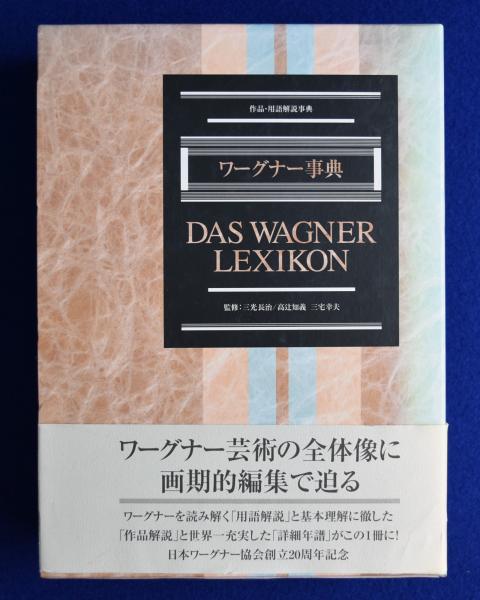 作品・用語解説事典
ワーグナー事典
DAS WAGNER
LEXIKON
監修:三光長治/高辻知義 三宅幸夫
ワーグナー芸術の全体像に
画期的編集で迫る
ワーグナーを読み解く「用語解説」と基本理解に徹した
「作品解説」と世界一充実した「詳細年譜」がこの1冊に!
日本ワーグナー協会創立20周年記念